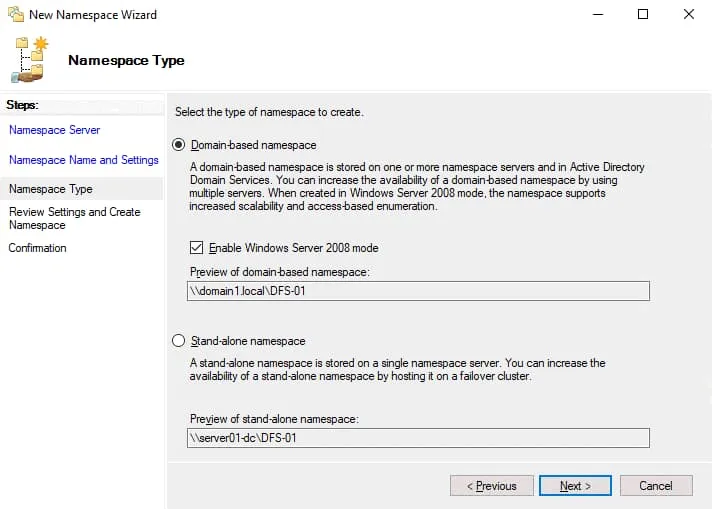 New Namespace Wizard
Namespace Type
Steps:
Namespace Server
Namespace Name and Settings
Namespace Type
Review Settings and Create
Namespace
Confirmation
Select the type of namespace to create.
Domain-based namespace
A domain-based namespace is stored on one or more namespace servers and in Active Directory
Domain Services. You can increase the availability of a domain-based namespace by using
multiple servers. When created in Windows Server 2008 mode, the namespace supports
increased scalability and access-based enumeration.
Enable Windows Server 2008 mode
Preview of domain-based namespace:
\\domain1.local\DFS-01
Stand-alone namespace
A stand-alone namespace is stored on a single namespace server. You can increase the
availability of a stand-alone namespace by hosting it on a failover cluster.
Preview of stand-alone namespace:
\\server01-dc\DFS-01
< Previous
Next >
Cancel